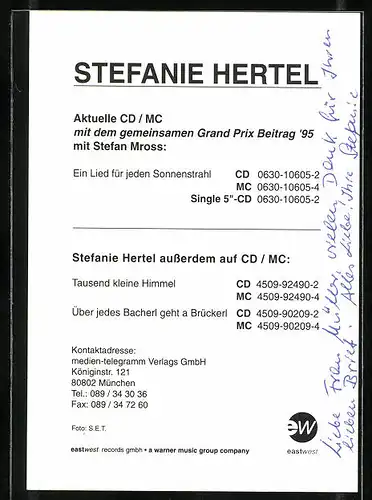 STEFANIE HERTEL
Aktuelle CD / MC
mit dem gemeinsamen Grand Prix Beitrag '95
mit Stefan Mross:
Ein Lied für jeden Sonnenstrahl CD 0630-10605-2
MC 0630-10605-4
Single 5"-CD 0630-10605-2
Stefanie Hertel außerdem auf CD / MC:
Tausend kleine Himmel CD 4509-92490-2
MC 4509-92490-4
Über jedes Bacherl geht a Brückerl CD 4509-90209-2
MC 4509-90209-4
Kontaktadresse:
medien-telegramm Verlags GmbH
Königinstr. 121
80802 München
Tel.: 089 / 34 30 36
Fax: 089 / 34 72 60
Foto: S.E.T.
eastwest records gmbh • a warner music group company
ew
eastwest
Liebe Frau Müller, vielen Dank für Ihren
lieben Brief! Alles Liebe, Ihre Stefanie